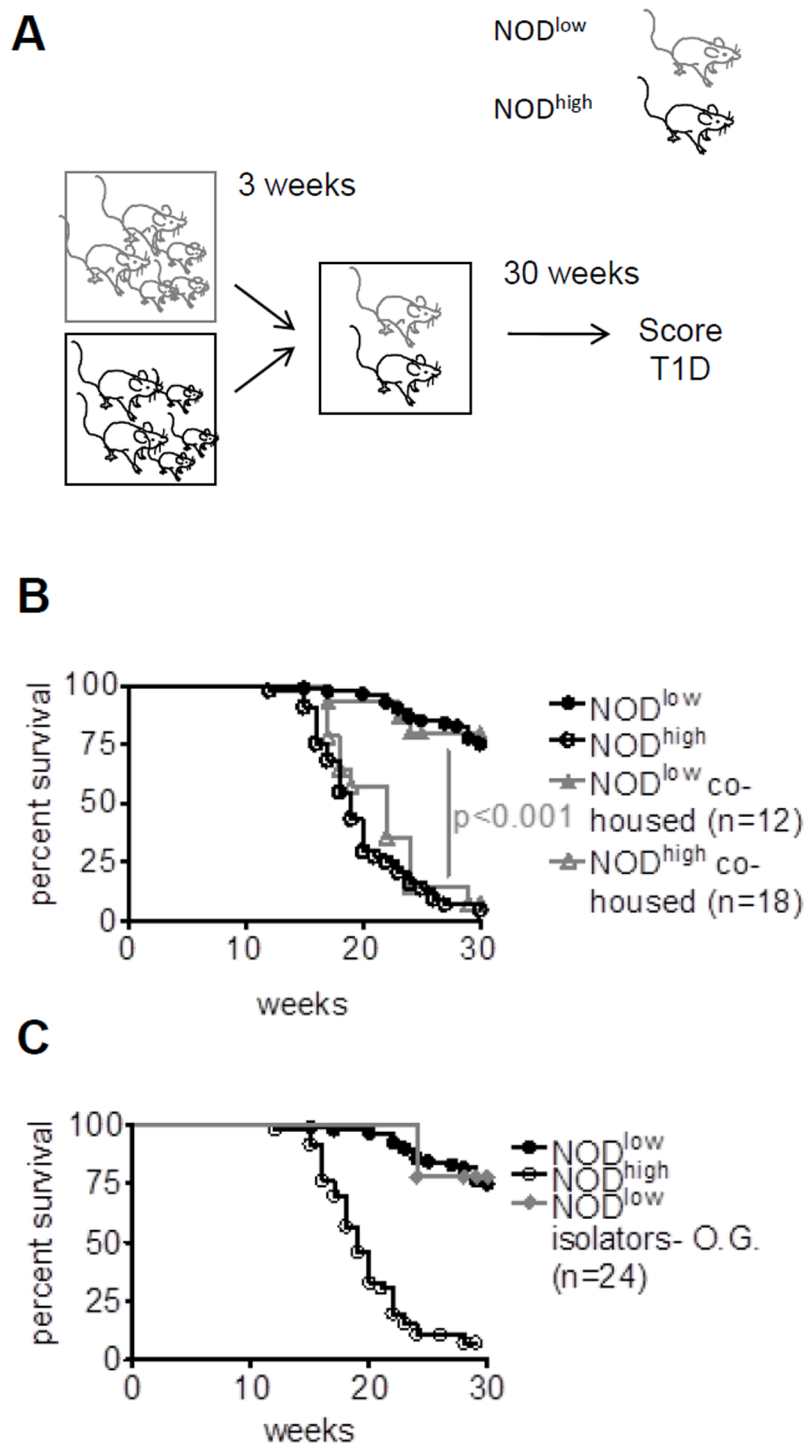 A
NODlow
NODhigh
3 weeks
30 weeks
Score
T1D
B
percent survival
100
75
50
25
0
0 10 20 30
weeks
p<0.001
NODlow
NODhigh
NODlow co-
housed (n=12)
NODhigh co-
housed (n=18)
C
percent survival
100
75
50
25
0
0 10 20 30
weeks
NODlow
NODhigh
NODlow
isolators- O.G.
(n=24)